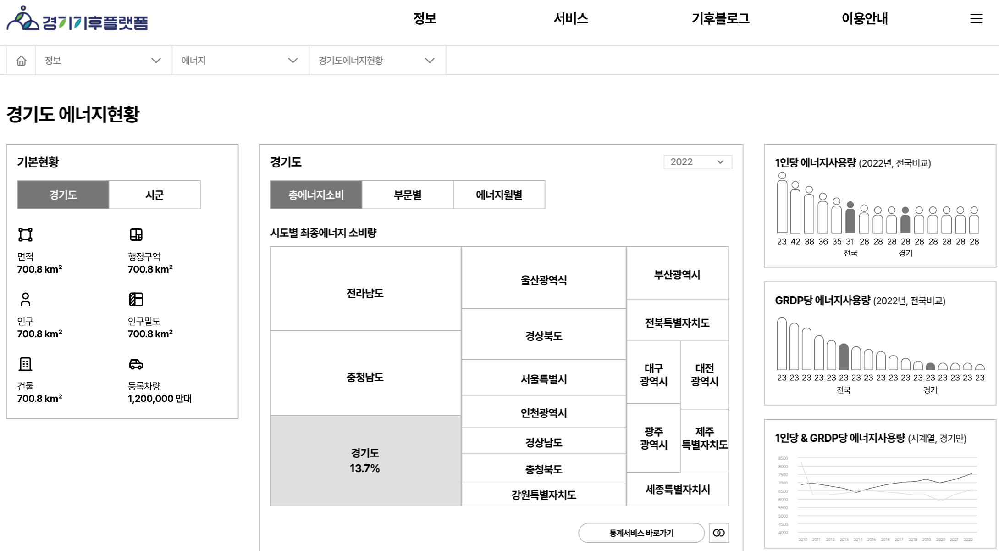 경기기후플랫폼
정보
서비스
기후블로그
이용안내
정보
에너지
경기도에너지현황
경기도 에너지현황
기본현황
경기도
시군
면적
700.8 km²
행정구역
700.8 km²
인구
700.8 km²
인구밀도
700.8 km²
건물
700.8 km²
등록차량
1,200,000 만대
경기도
2022
총에너지소비
부문별
에너지월별
시도별 최종에너지 소비량
전라남도
충청남도
경기도
13.7%
울산광역식
경상북도
서울특별시
인천광역시
경상남도
충청북도
강원특별자치도
부산광역시
전북특별자치도
대구
광역시
대전
광역시
광주
광역시
제주
특별자치도
세종특별자치시
통계서비스 바로가기
1인당 에너지사용량 (2022년, 전국비교)
23 42 38 36 35 31 28 28 28 28 28 28 28 28 28
전국 경기
GRDP당 에너지사용량 (2022년, 전국비교)
23 23 23 23 23 23 23 23 23 23 23 23 23 23 23 23 23
전국 경기
1인당 & GRDP당 에너지사용량 (시계열, 경기만)
8500
8000
7500
7000
6500
6000
5500
5000
4500
4000
2010 2011 2012 2013 2014 2015 2016 2017 2018 2019 2020 2021 2022